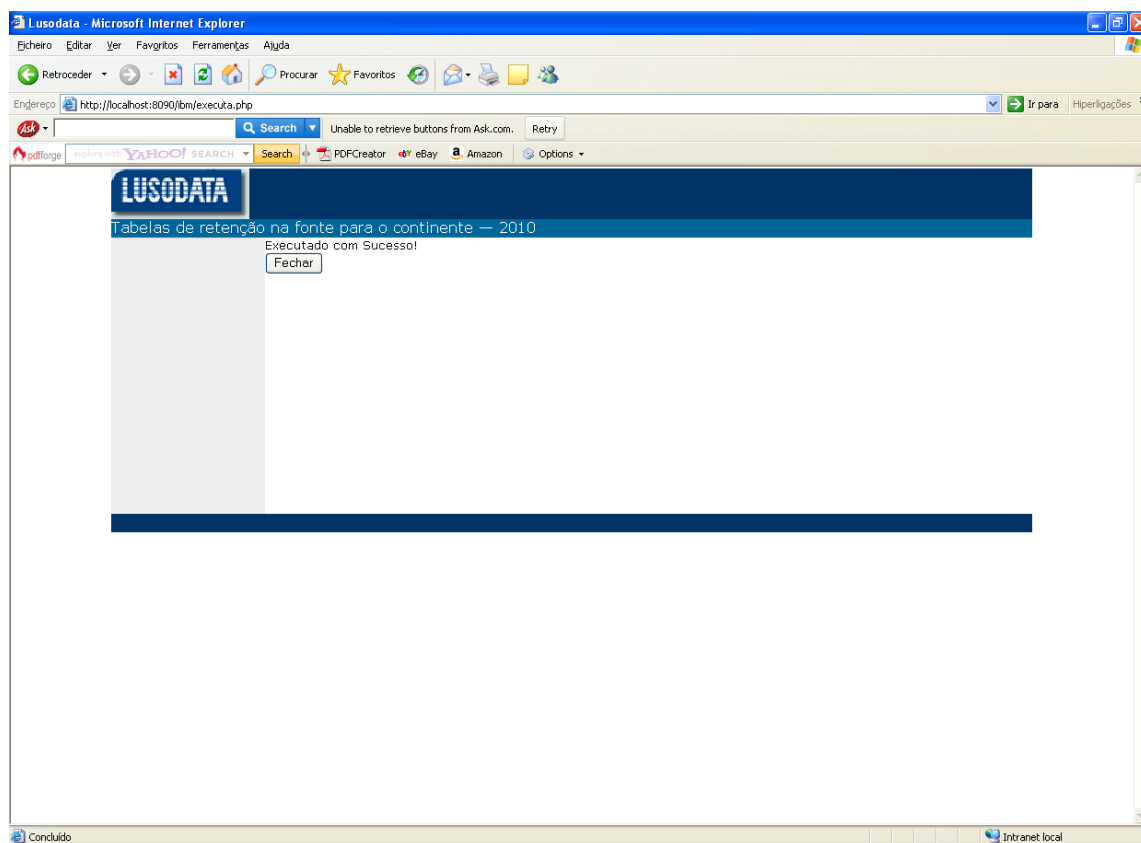 Lusodata - Microsoft Internet Explorer
Ficheiro Editar Ver Favoritos Ferramentas Ajuda
Retroceder Procurar Favoritos
Endereço http://localhost:8090/ibm/executa.php Ir para Hiperligações
Ask Search Unable to retrieve buttons from Ask.com. Retry
pdfforge explore with YAHOO! SEARCH Search PDFCreator eBay Amazon Options
LUSODATA
Tabelas de retenção na fonte para o continente — 2010
Executado com Sucesso!
Fechar
Concluído Intranet local